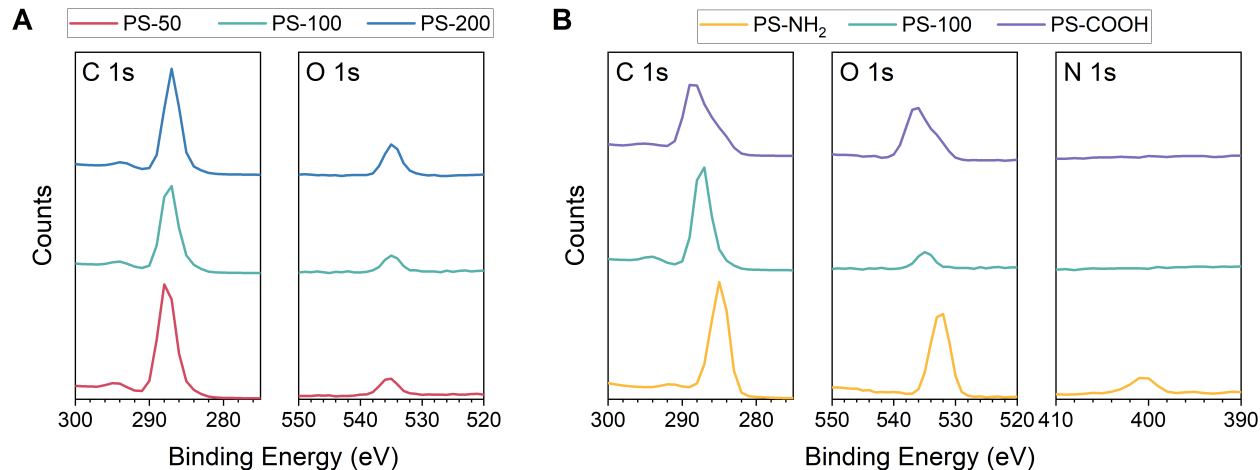 A
PS-50 PS-100 PS-200
C 1s
O 1s
Counts
300 290 280
550 540 530 520
Binding Energy (eV)
B
PS-NH₂ PS-100 PS-COOH
C 1s
O 1s
N 1s
Counts
300 290 280
550 540 530 520
410 400 390
Binding Energy (eV)